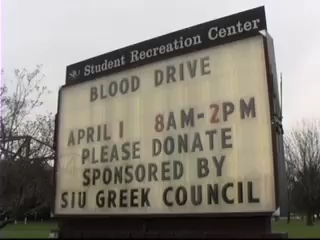 Student Recreation Center
BLOOD DRIVE
APRIL 1 8AM-2PM
PLEASE DONATE
SPONSORED BY
SIU GREEK COUNCIL